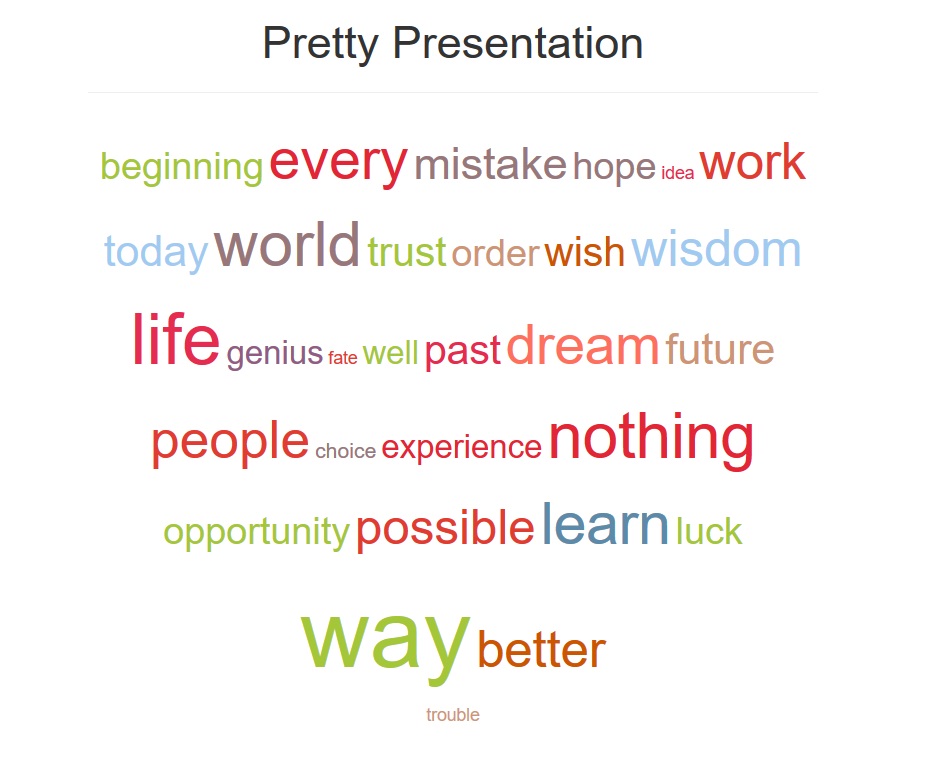 Pretty Presentation
beginning every mistake hope idea work
today world trust order wish wisdom
life genius fate well past dream future
people choice experience nothing
opportunity possible learn luck
way better
trouble